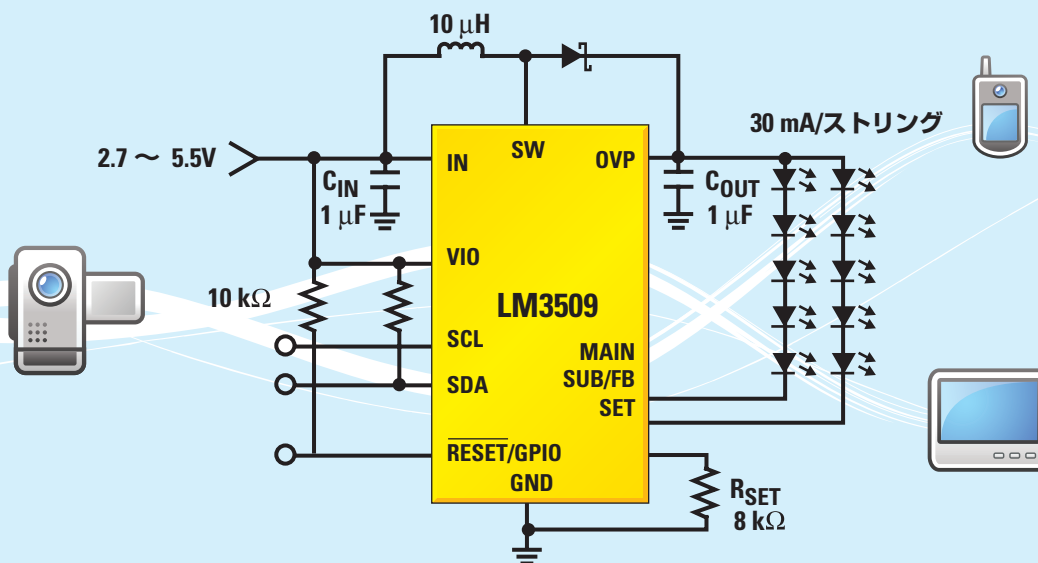 10 μH
30 mA/ストリング
2.7 ～ 5.5V
IN
SW
OVP
CIN
1 μF
COUT
1 μF
VIO
10 kΩ
LM3509
SCL
MAIN
SDA
SUB/FB
SET
RESET/GPIO
GND
RSET
8 kΩ